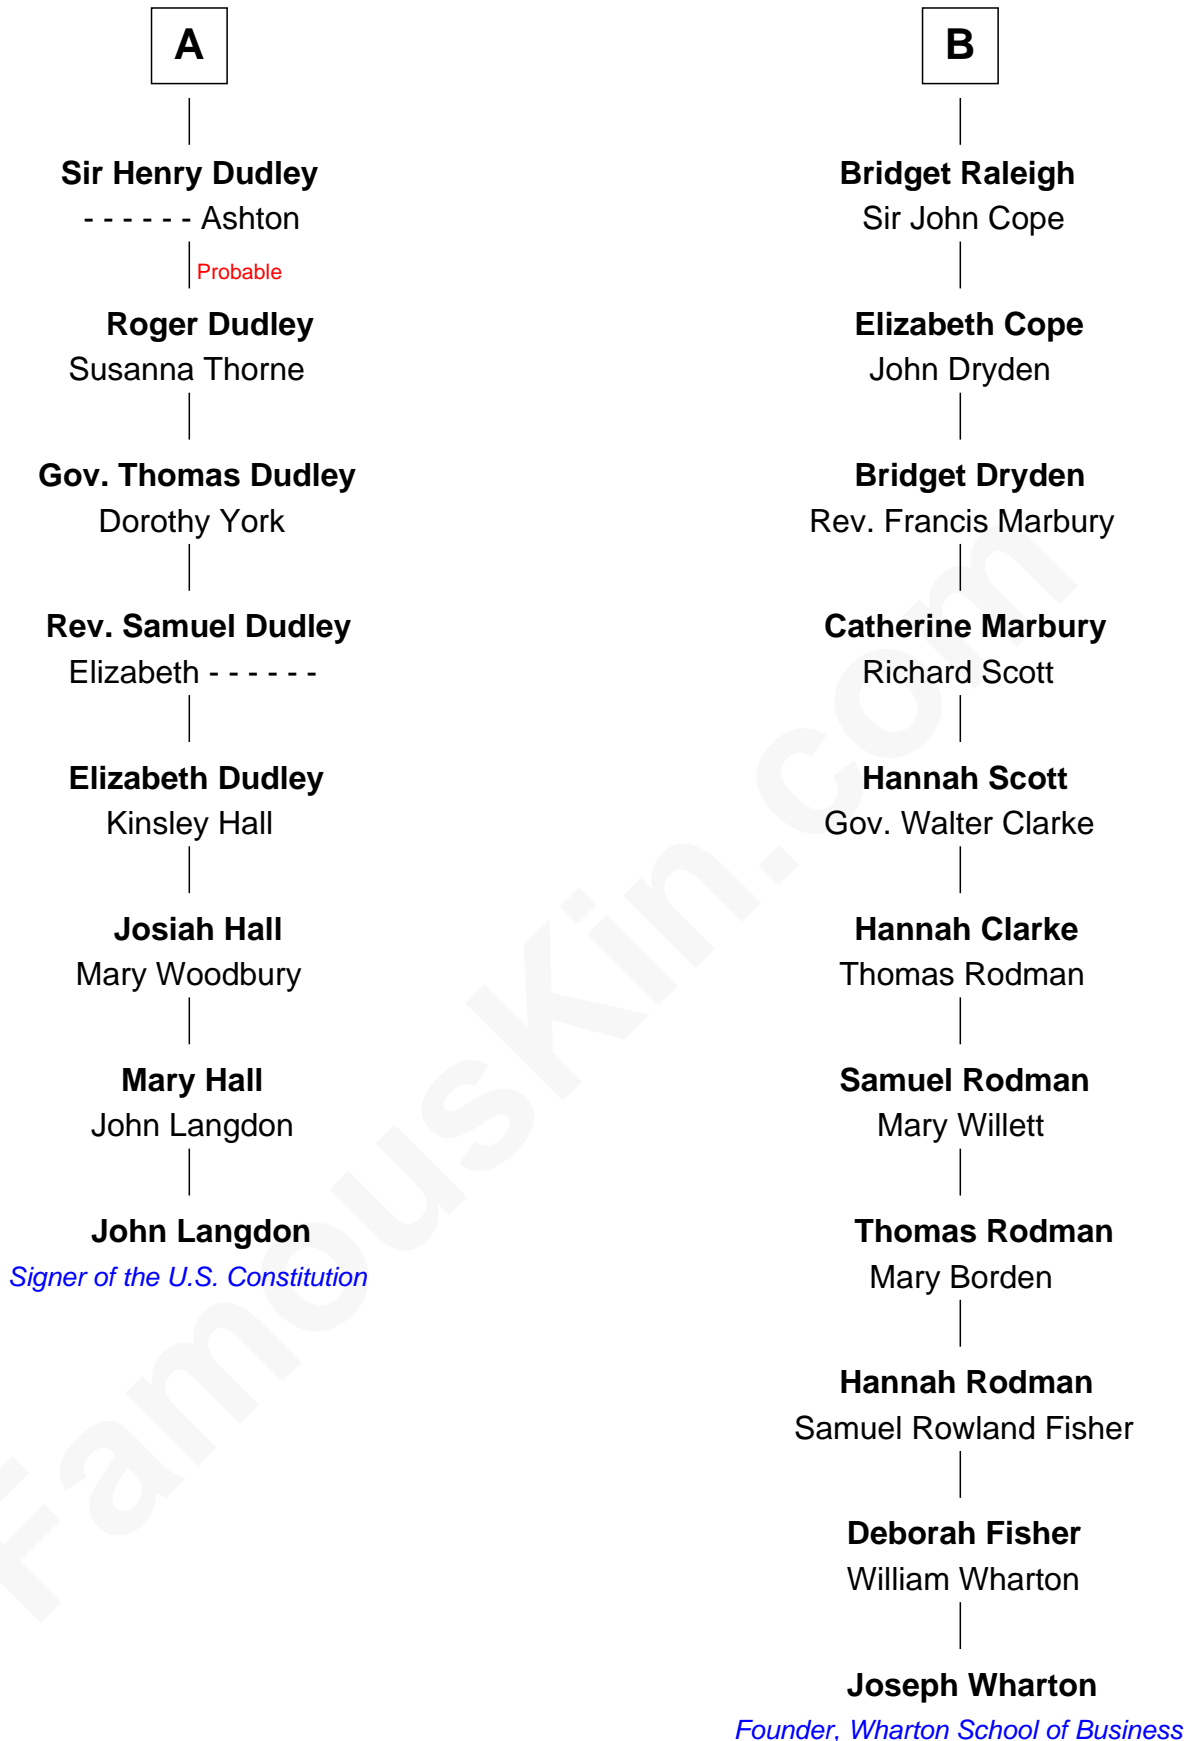 A
Sir Henry Dudley
- - - - - - Ashton
Probable
Roger Dudley
Susanna Thorne
Gov. Thomas Dudley
Dorothy York
Rev. Samuel Dudley
Elizabeth - - - - - -
Elizabeth Dudley
Kinsley Hall
Josiah Hall
Mary Woodbury
Mary Hall
John Langdon
John Langdon
Signer of the U.S. Constitution
B
Bridget Raleigh
Sir John Cope
Elizabeth Cope
John Dryden
Bridget Dryden
Rev. Francis Marbury
Catherine Marbury
Richard Scott
Hannah Scott
Gov. Walter Clarke
Hannah Clarke
Thomas Rodman
Samuel Rodman
Mary Willett
Thomas Rodman
Mary Borden
Hannah Rodman
Samuel Rowland Fisher
Deborah Fisher
William Wharton
Joseph Wharton
Founder, Wharton School of Business
FamousKin.com